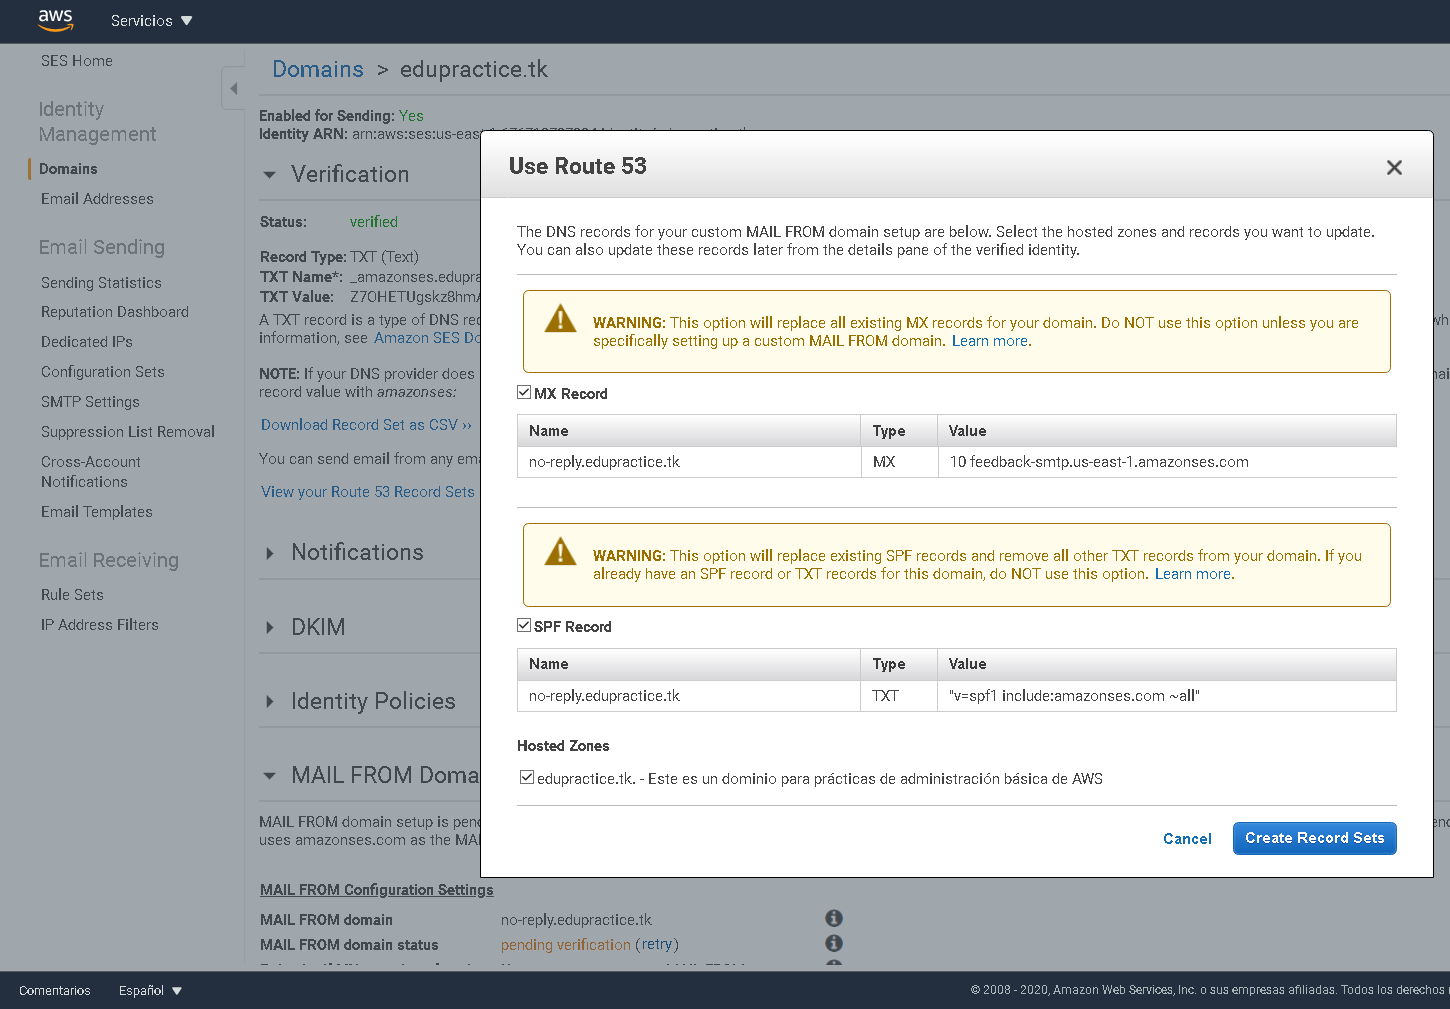 aws
Servicios
SES Home
Identity
Management
Domains
Email Addresses
Email Sending
Sending Statistics
Reputation Dashboard
Dedicated IPs
Configuration Sets
SMTP Settings
Suppression List Removal
Cross-Account
Notifications
Email Templates
Email Receiving
Rule Sets
IP Address Filters
Domains > edupractice.tk
Enabled for Sending: Yes
Identity ARN: arn:aws:ses:us-eas
Verification
Status: verified
Record Type: TXT (Text)
TXT Name*: _amazonses.edupra
TXT Value: Z7OHETUgskz8hm
A TXT record is a type of DNS rec
information, see Amazon SES Do
NOTE: If your DNS provider does
record value with amazonses:
Download Record Set as CSV ››
You can send email from any ema
View your Route 53 Record Sets
Notifications
DKIM
Identity Policies
MAIL FROM Doma
MAIL FROM domain setup is pen
uses amazonses.com as the MAI
MAIL FROM Configuration Settings
MAIL FROM domain no-reply.edupractice.tk
MAIL FROM domain status pending verification (retry)
Use Route 53
The DNS records for your custom MAIL FROM domain setup are below. Select the hosted zones and records you want to update.
You can also update these records later from the details pane of the verified identity.
WARNING: This option will replace all existing MX records for your domain. Do NOT use this option unless you are
specifically setting up a custom MAIL FROM domain. Learn more.
MX Record
Name Type Value
no-reply.edupractice.tk MX 10 feedback-smtp.us-east-1.amazonses.com
WARNING: This option will replace existing SPF records and remove all other TXT records from your domain. If you
already have an SPF record or TXT records for this domain, do NOT use this option. Learn more.
SPF Record
Name Type Value
no-reply.edupractice.tk TXT "v=spf1 include:amazonses.com ~all"
Hosted Zones
edupractice.tk. - Este es un dominio para prácticas de administración básica de AWS
Cancel Create Record Sets
Comentarios Español © 2008 - 2020, Amazon Web Services, Inc. o sus empresas afiliadas. Todos los derechos